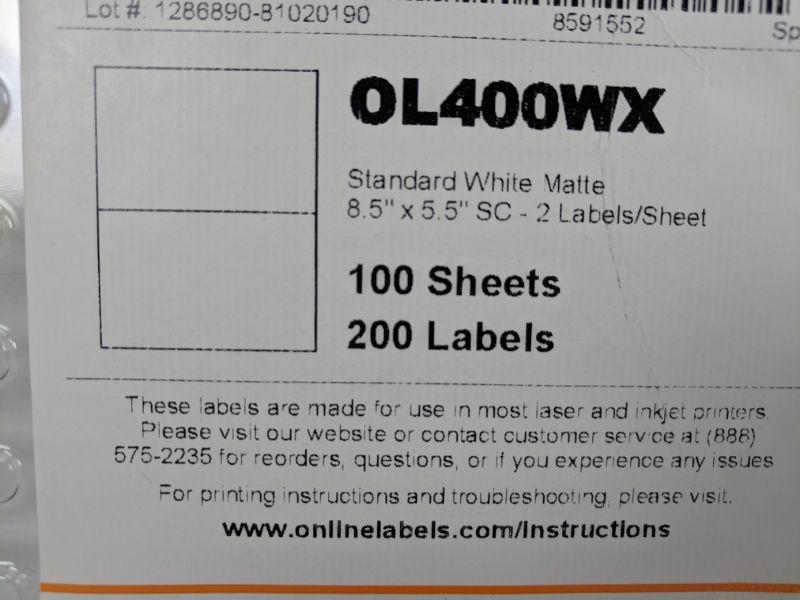 Lot #: 1286890-81020190
8591552
Sp
OL400WX
Standard White Matte
8.5" x 5.5" SC - 2 Labels/Sheet
100 Sheets
200 Labels
These labels are made for use in most laser and inkjet printers.
Please visit our website or contact customer service at (888)
575-2235 for reorders, questions, or if you experience any issues
For printing instructions and troubleshooting, please visit.
www.onlinelabels.com/Instructions